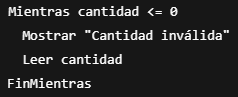 Mientras cantidad <= 0
Mostrar "Cantidad inválida"
Leer cantidad
FinMientras